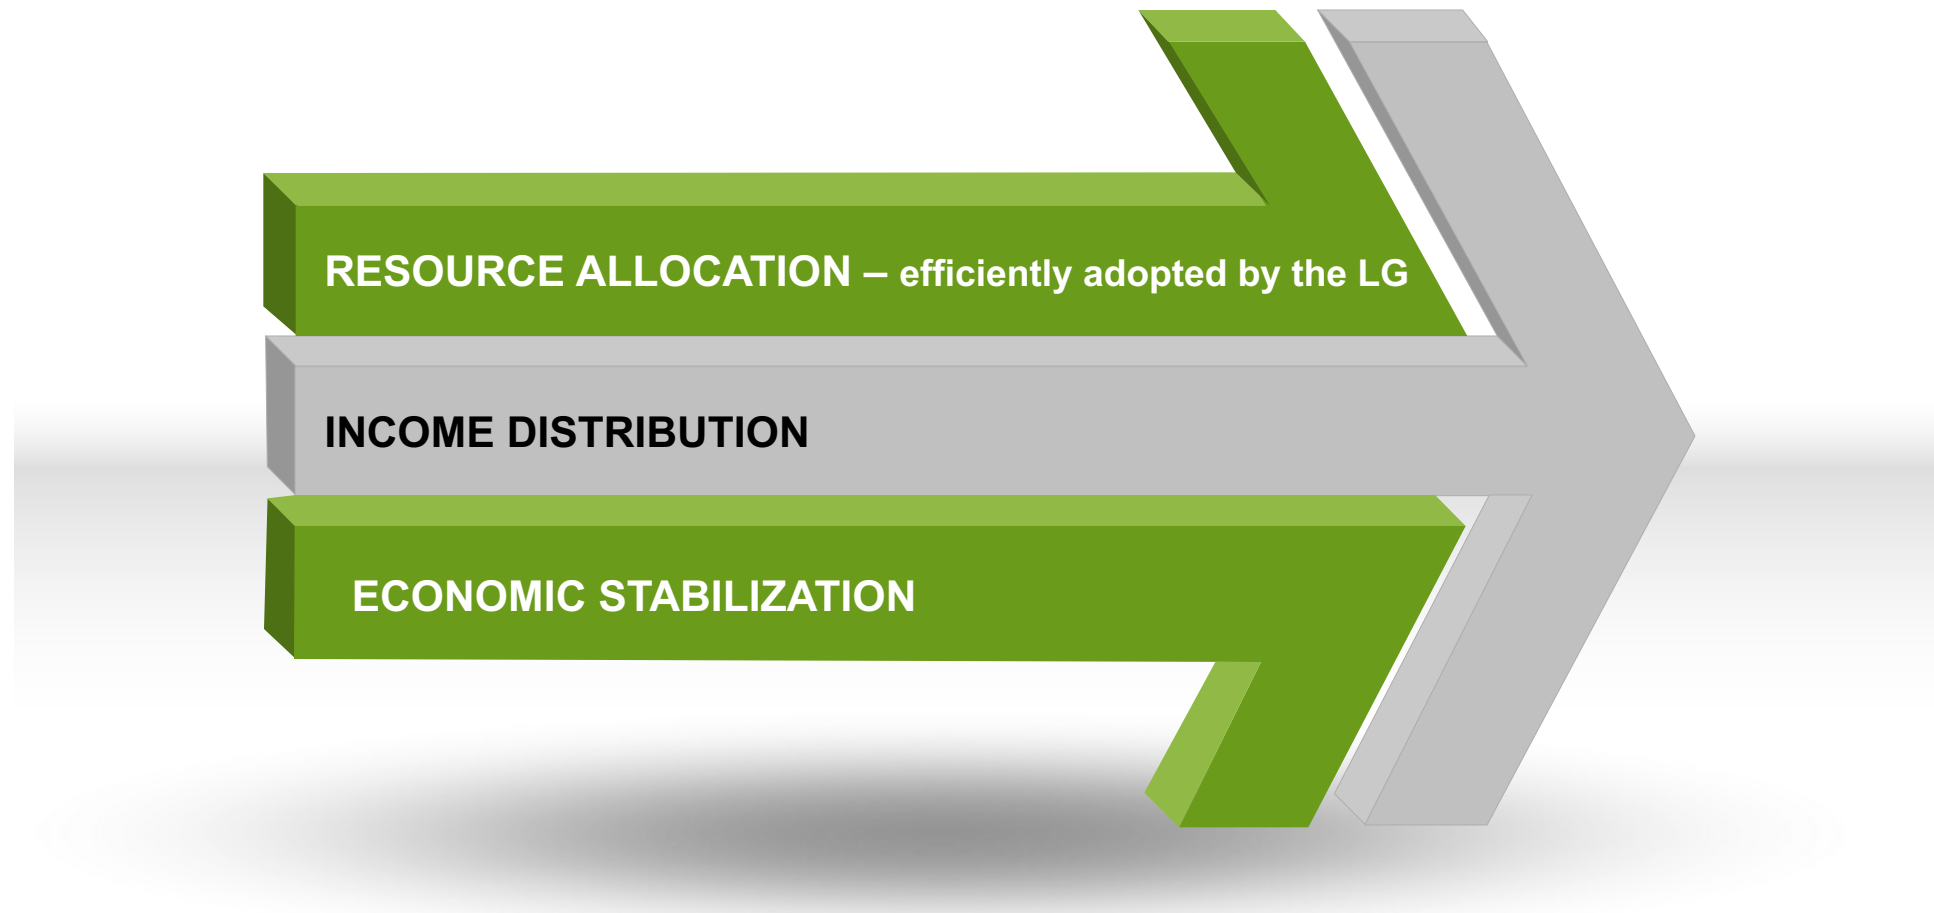 RESOURCE ALLOCATION – efficiently adopted by the LG
INCOME DISTRIBUTION
ECONOMIC STABILIZATION